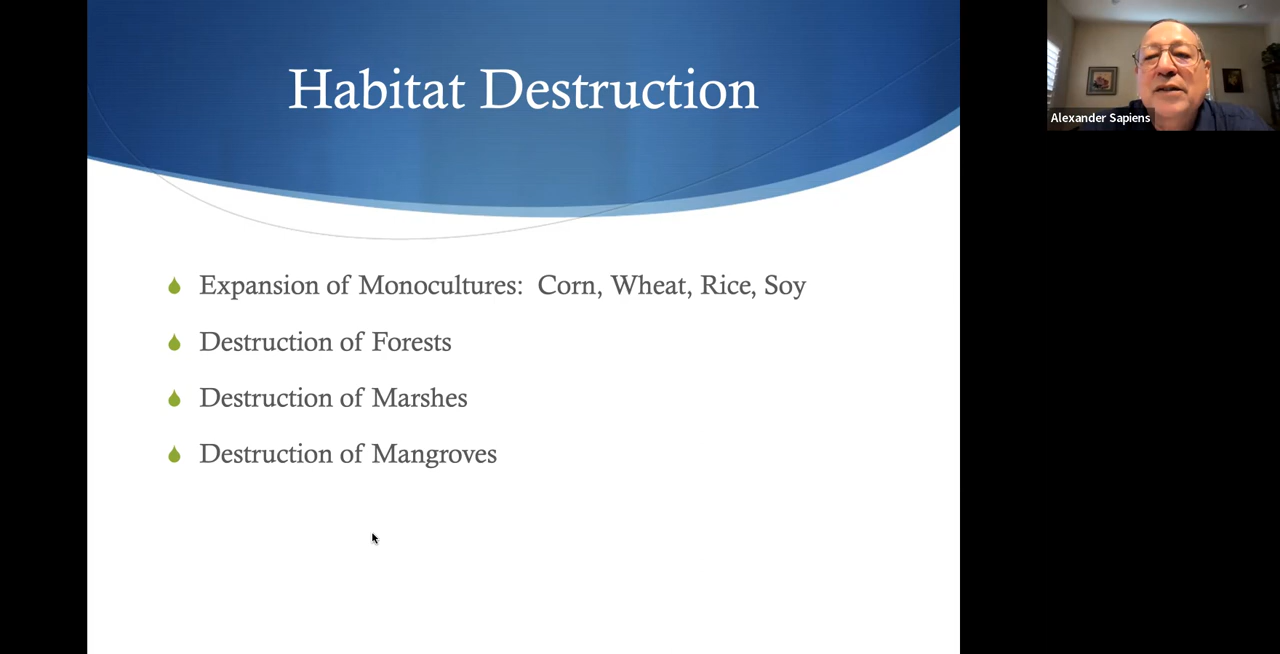 Habitat Destruction
Expansion of Monocultures: Corn, Wheat, Rice, Soy
Destruction of Forests
Destruction of Marshes
Destruction of Mangroves
Alexander Sapiens